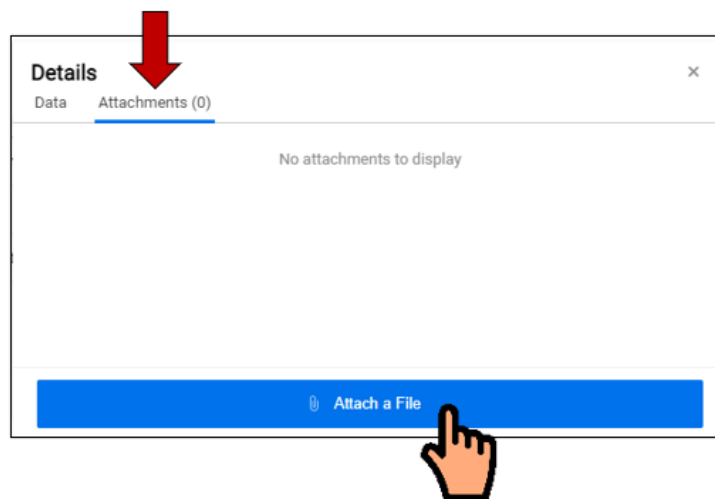 Details
Data Attachments (0)
No attachments to display
Attach a File